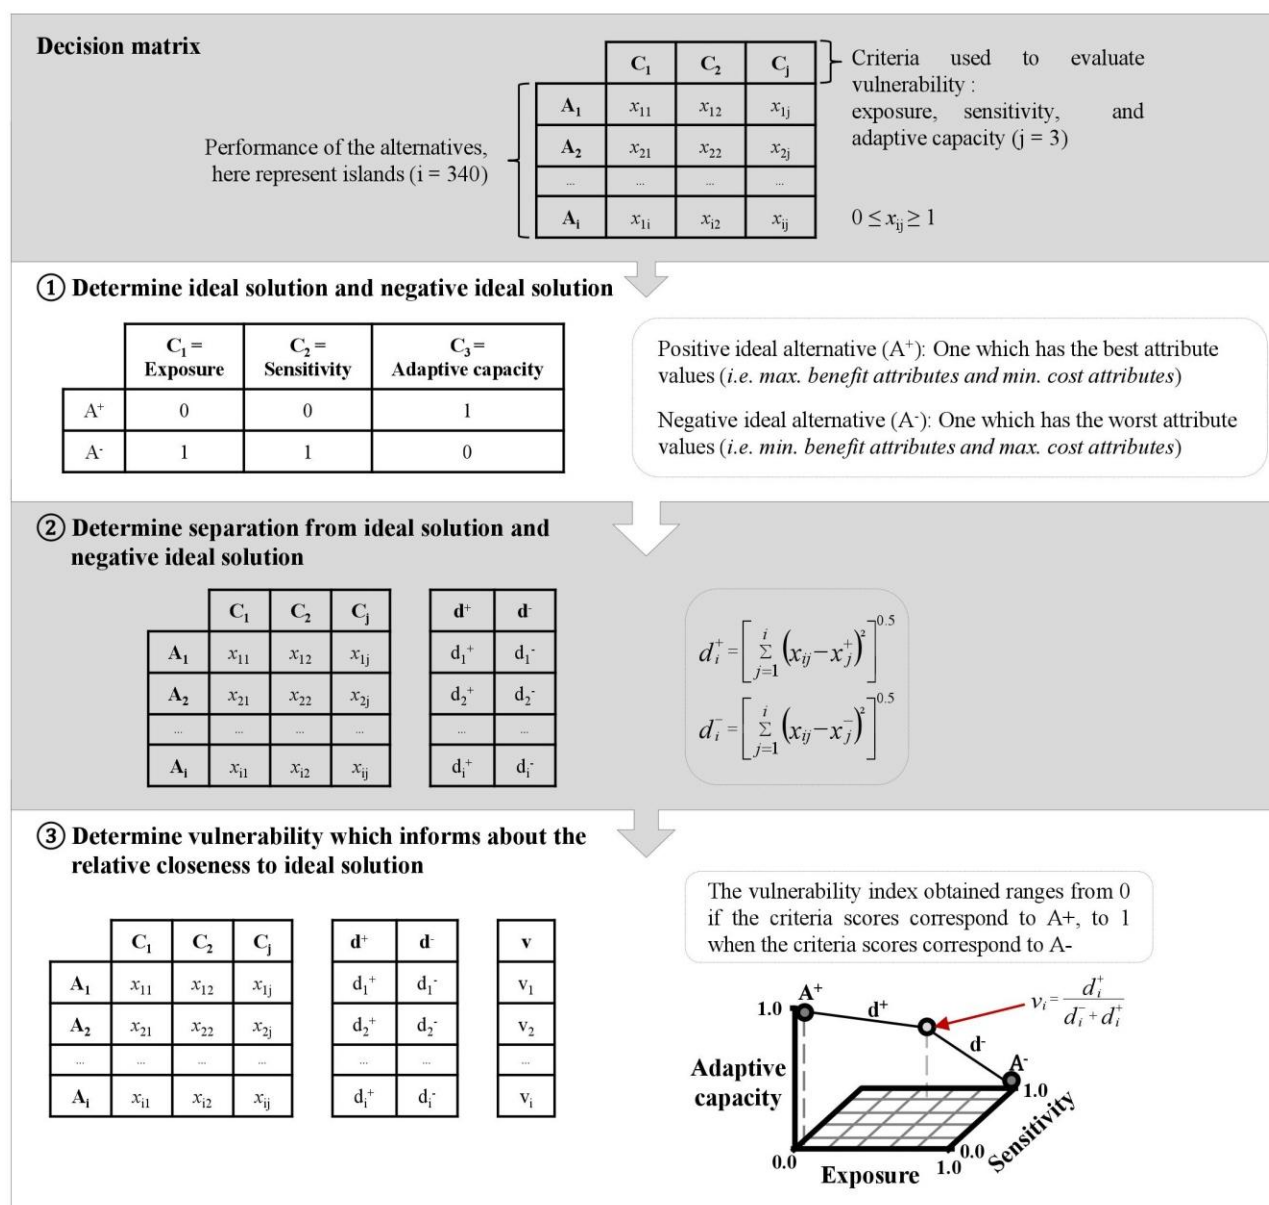 Decision matrix
C1 C2 Cj
A1 x11 x12 x1j
A2 x21 x22 x2j
... ... ... ...
Ai x1i xi2 xij
Performance of the alternatives,
here represent islands (i = 340)
Criteria used to evaluate
vulnerability :
exposure, sensitivity, and
adaptive capacity (j = 3)
0 ≤ xij ≥ 1
① Determine ideal solution and negative ideal solution
C1 = Exposure C2 = Sensitivity C3 = Adaptive capacity
A+ 0 0 1
A- 1 1 0
Positive ideal alternative (A+): One which has the best attribute
values (i.e. max. benefit attributes and min. cost attributes)
Negative ideal alternative (A-): One which has the worst attribute
values (i.e. min. benefit attributes and max. cost attributes)
② Determine separation from ideal solution and
negative ideal solution
C1 C2 Cj d+ d-
A1 x11 x12 x1j d1+ d1-
A2 x21 x22 x2j d2+ d2-
... ... ... ... ... ...
Ai xi1 xi2 xij di+ di-
di+ = [ Σ j=1 i (xij − xj+)² ]0.5
di− = [ Σ j=1 i (xij − xj−)² ]0.5
③ Determine vulnerability which informs about the
relative closeness to ideal solution
C1 C2 Cj d+ d- v
A1 x11 x12 x1j d1+ d1- v1
A2 x21 x22 x2j d2+ d2- v2
... ... ... ... ... ... ...
Ai xi1 xi2 xij di+ di- vi
The vulnerability index obtained ranges from 0
if the criteria scores correspond to A+, to 1
when the criteria scores correspond to A-
vi = di+ / di− + di+
A+
1.0
d+
d-
A-
Adaptive
capacity
1.0
Sensitivity
0.0
0.0
1.0
Exposure